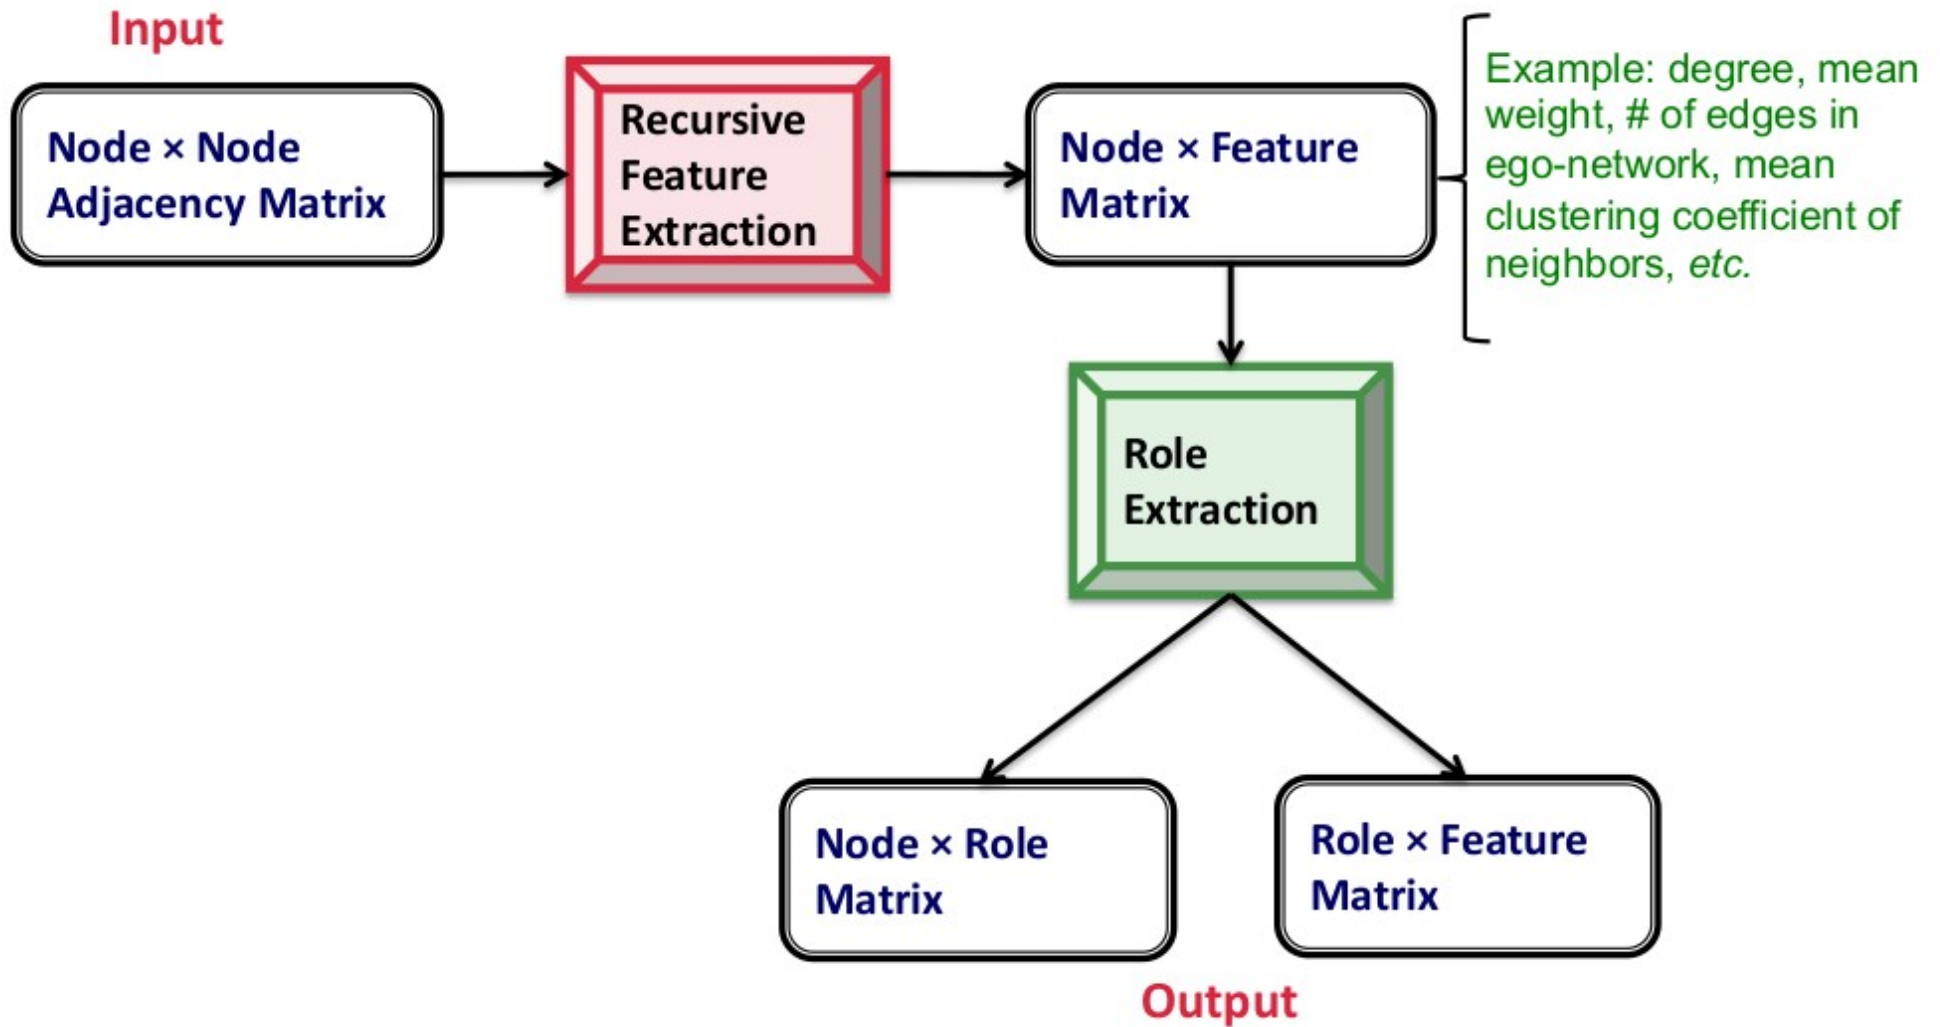 Input
Node × Node
Adjacency Matrix
Recursive
Feature
Extraction
Node × Feature
Matrix
Example: degree, mean
weight, # of edges in
ego-network, mean
clustering coefficient of
neighbors, etc.
Role
Extraction
Node × Role
Matrix
Role × Feature
Matrix
Output